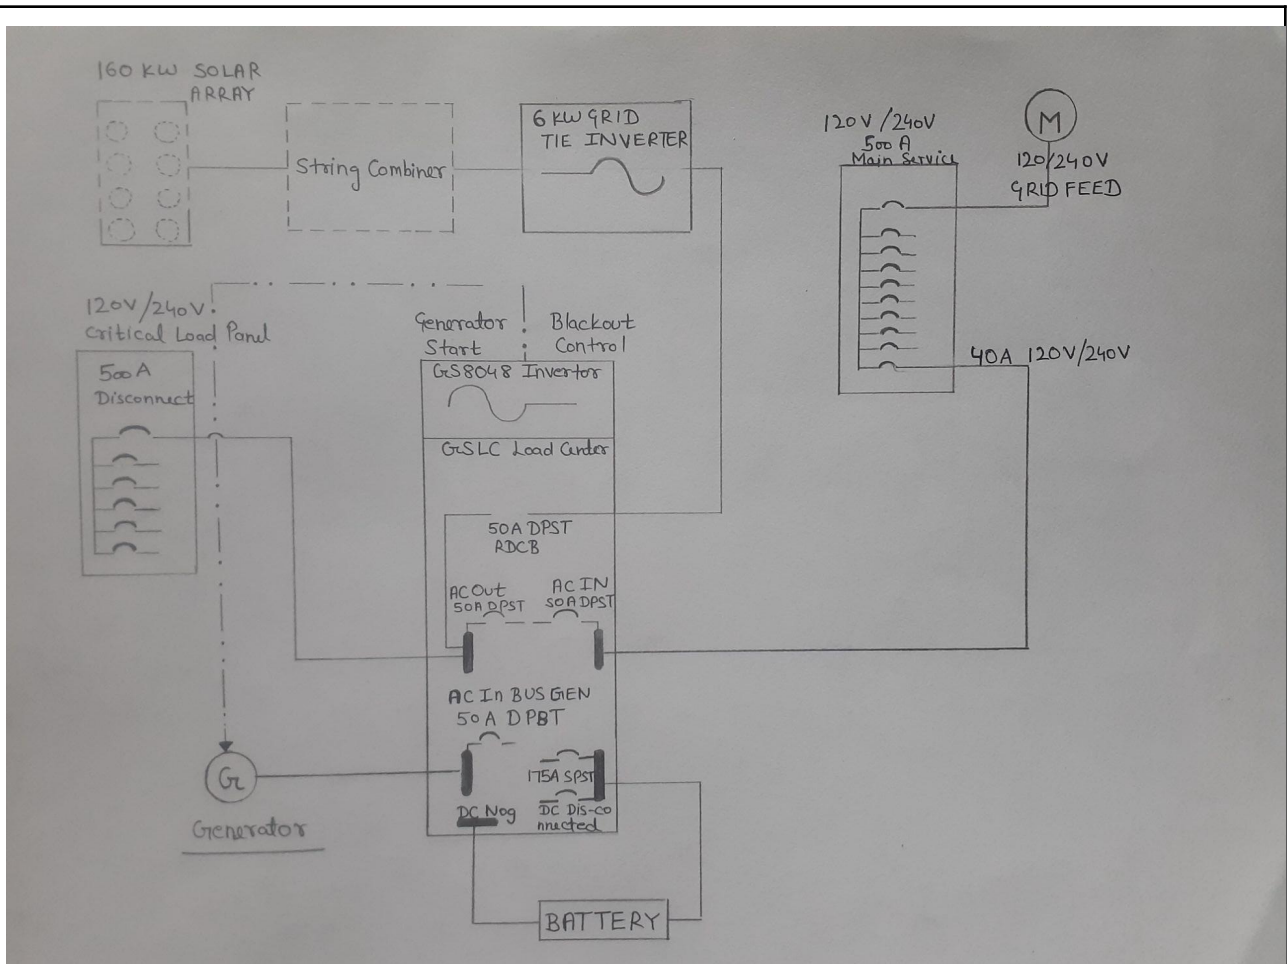 160 KW SOLAR
ARRAY
String Combiner
6 KW GRID
TIE INVERTER
120V/240V
500 A
Main Service
M
120/240V
GRID FEED
40A 120V/240V
120V/240V
Critical Load Panel
500A
Disconnect
Generator
Start
Blackout
Control
GS8048 Invertor
GSLC Load Center
50A DPST
RDCB
AC Out
50A DPST
AC IN
50A DPST
AC In BUS GEN
50A DPBT
175A SPST
DC Nog
DC Dis-co
nnected
G
Generator
BATTERY